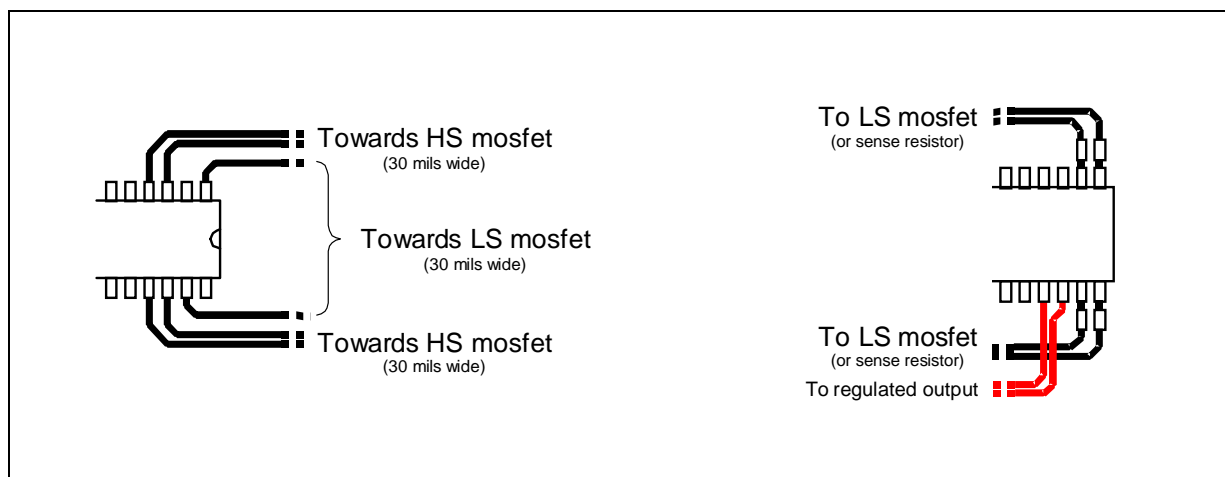 Towards HS mosfet
(30 mils wide)
Towards LS mosfet
(30 mils wide)
Towards HS mosfet
(30 mils wide)
To LS mosfet
(or sense resistor)
To LS mosfet
(or sense resistor)
To regulated output